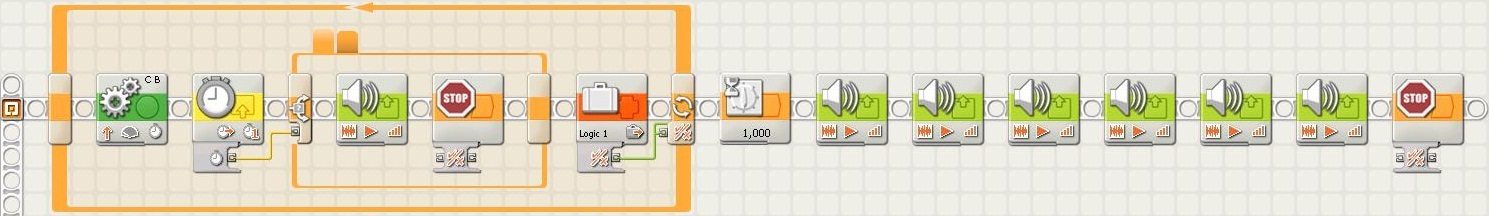 C B
STOP
Logic 1
1,000
STOP